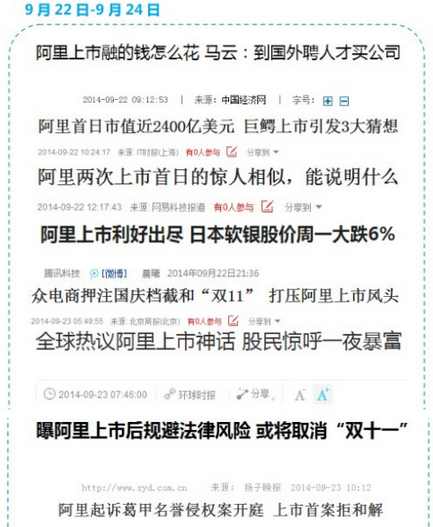 9月22日-9月24日
阿里上市融的钱怎么花 马云：到国外聘人才买公司
2014-09-22 09:12:53 | 来源：中国经济网 | 字号：
阿里首日市值近2400亿美元 巨鳄上市引发3大猜想
2014-09-22 10:24:17 来源: IT时报(上海) 有0人参与 分享到
阿里两次上市首日的惊人相似，能说明什么
2014-09-22 12:17:43 来源: 网易科技报道 有0人参与 分享到
阿里上市利好出尽 日本软银股价周一大跌6%
腾讯科技 [微博] 晨曦 2014年09月22日21:36
众电商押注国庆档截和“双11” 打压阿里上市风头
2014-09-23 05:49:55 来源: 北京商报(北京) 有0人参与 分享到
全球热议阿里上市神话 股民惊呼一夜暴富
2014-09-23 07:46:00 环球时报 分享 A- A+
曝阿里上市后规避法律风险 或将取消“双十一”
http://www.zyd.com.cn 来源： 扬子晚报 2014-09-23 10:12
阿里起诉葛甲名誉侵权案开庭 上市首案拒和解